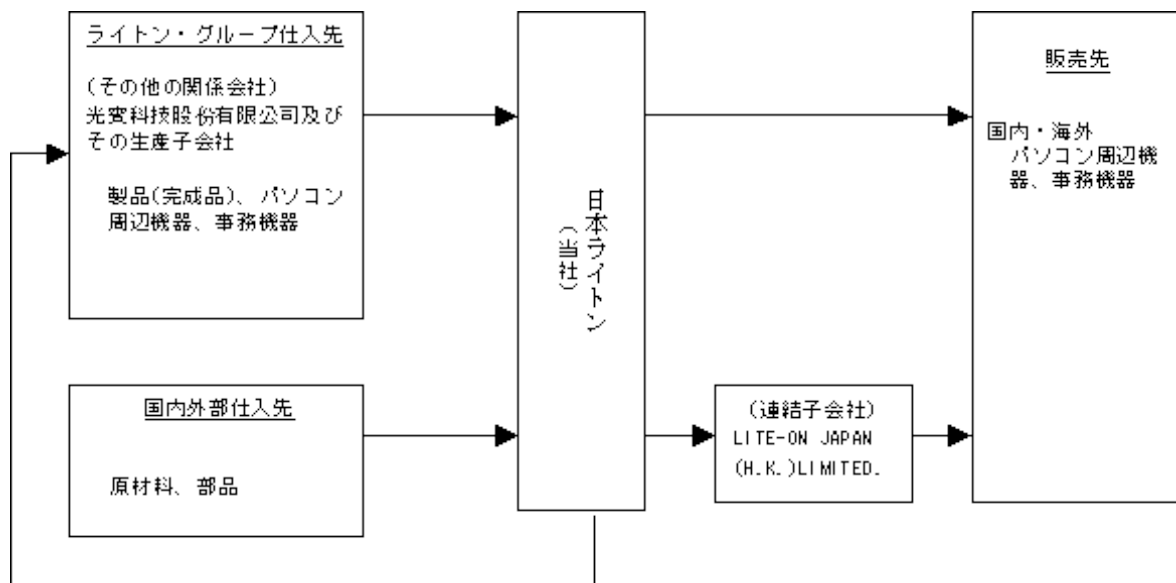 ライトン・グループ仕入先
(その他の関係会社)
光寶科技股份有限公司及び
その生産子会社
製品(完成品)、パソコン
周辺機器、事務機器
国内外部仕入先
原材料、部品
日本ライトン
(当社)
(連結子会社)
LITE-ON JAPAN
(H.K.)LIMITED.
販売先
国内・海外
パソコン周辺機
器、事務機器